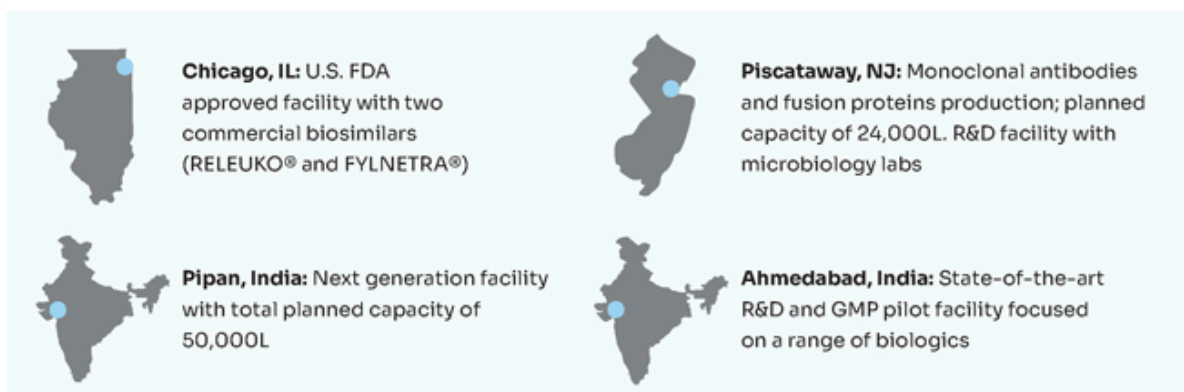 Chicago, IL: U.S. FDA
approved facility with two
commercial biosimilars
(RELEUKO® and FYLNETRA®)
Piscataway, NJ: Monoclonal antibodies
and fusion proteins production; planned
capacity of 24,000L. R&D facility with
microbiology labs
Pipan, India: Next generation facility
with total planned capacity of
50,000L
Ahmedabad, India: State-of-the-art
R&D and GMP pilot facility focused
on a range of biologics